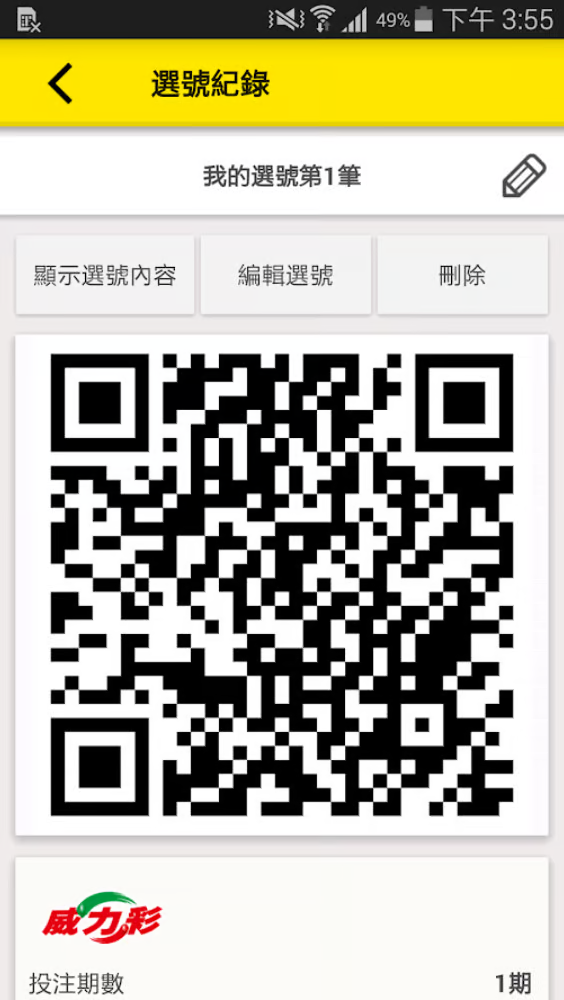 49% 下午 3:55
選號紀錄
我的選號第1筆
顯示選號內容 編輯選號 刪除
威力彩
投注期數 1期